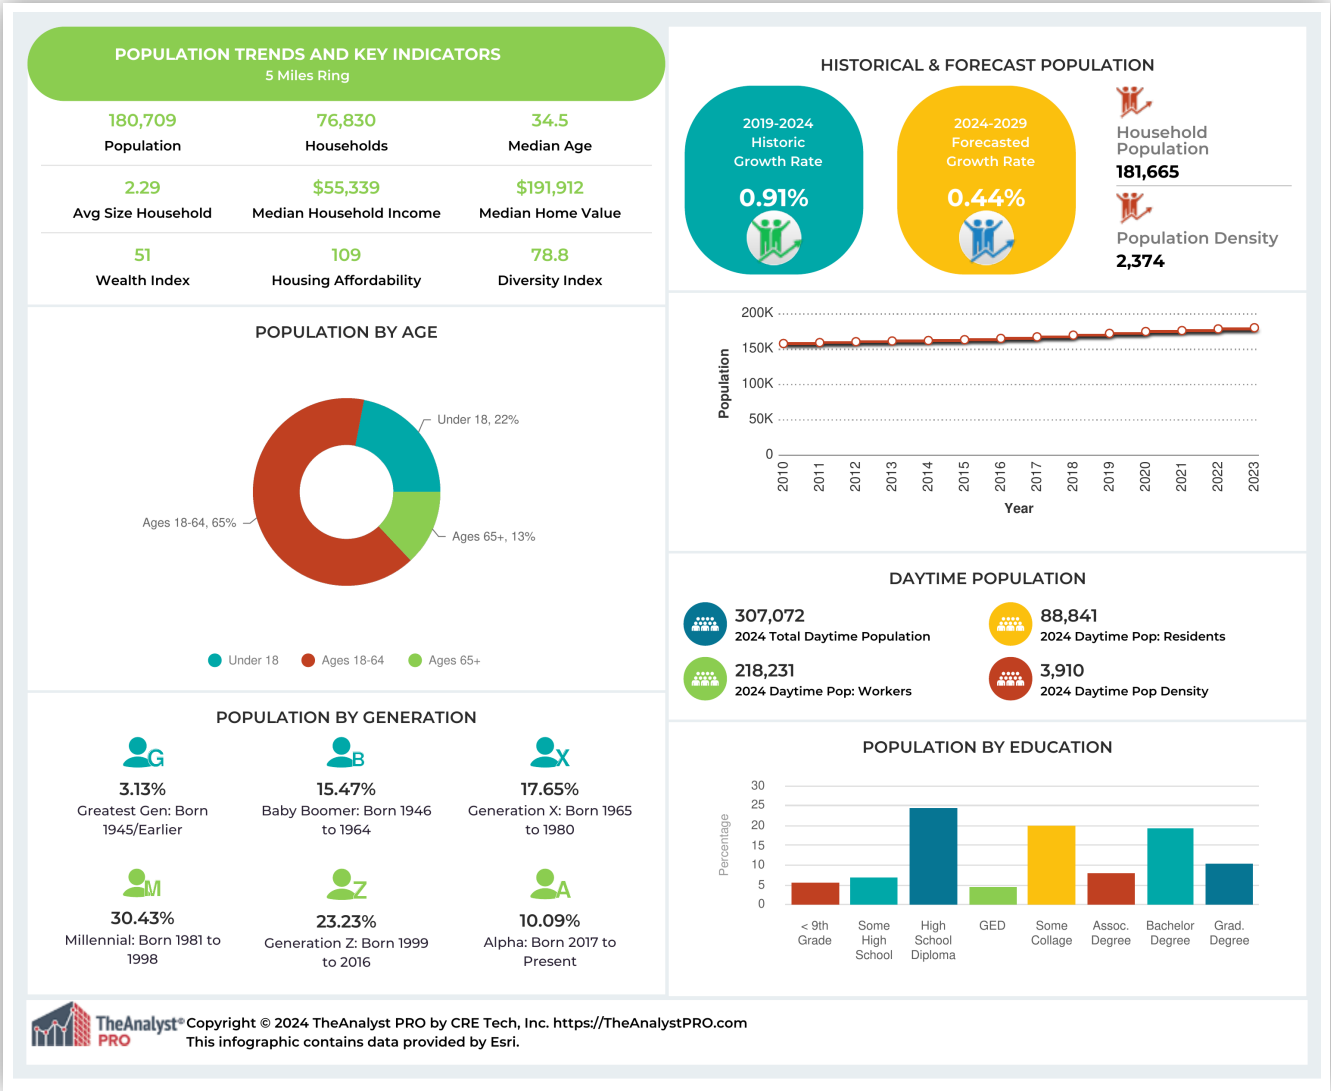 POPULATION TRENDS AND KEY INDICATORS
5 Miles Ring
180,709
Population
76,830
Households
34.5
Median Age
2.29
Avg Size Household
$55,339
Median Household Income
$191,912
Median Home Value
51
Wealth Index
109
Housing Affordability
78.8
Diversity Index
POPULATION BY AGE
Under 18, 22%
Ages 18-64, 65%
Ages 65+, 13%
Under 18
Ages 18-64
Ages 65+
POPULATION BY GENERATION
G
3.13%
Greatest Gen: Born
1945/Earlier
B
15.47%
Baby Boomer: Born 1946
to 1964
X
17.65%
Generation X: Born 1965
to 1980
M
30.43%
Millennial: Born 1981 to
1998
Z
23.23%
Generation Z: Born 1999
to 2016
A
10.09%
Alpha: Born 2017 to
Present
HISTORICAL & FORECAST POPULATION
2019-2024
Historic
Growth Rate
0.91%
2024-2029
Forecasted
Growth Rate
0.44%
Household
Population
181,665
Population Density
2,374
200K
150K
100K
50K
0
Population
2010
2011
2012
2013
2014
2015
2016
2017
2018
2019
2020
2021
2022
2023
Year
DAYTIME POPULATION
307,072
2024 Total Daytime Population
88,841
2024 Daytime Pop: Residents
218,231
2024 Daytime Pop: Workers
3,910
2024 Daytime Pop Density
POPULATION BY EDUCATION
30
25
20
15
10
5
0
Percentage
< 9th
Grade
Some
High
School
High
School
Diploma
GED
Some
Collage
Assoc.
Degree
Bachelor
Degree
Grad.
Degree
TheAnalyst®
PRO
Copyright © 2024 TheAnalyst PRO by CRE Tech, Inc. https://TheAnalystPRO.com
This infographic contains data provided by Esri.